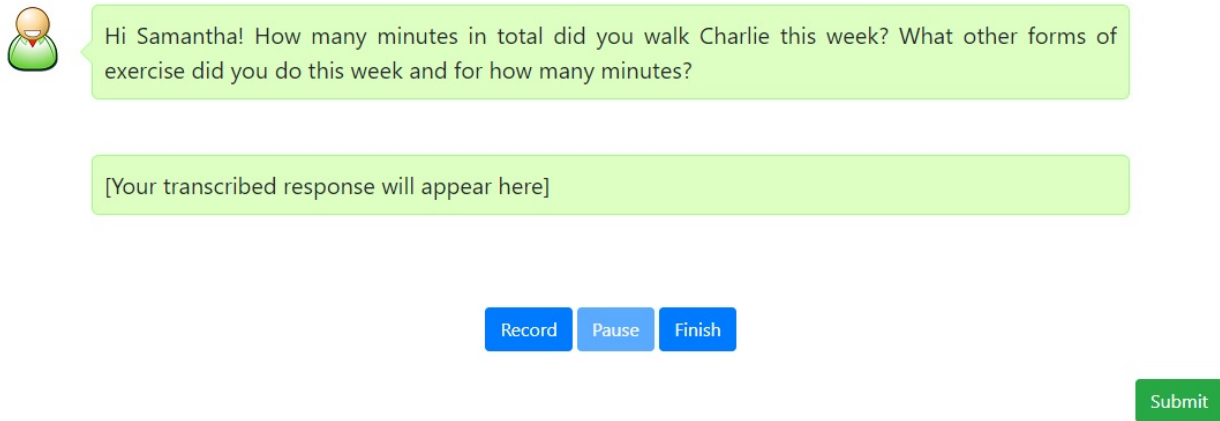 Hi Samantha! How many minutes in total did you walk Charlie this week? What other forms of
exercise did you do this week and for how many minutes?
[Your transcribed response will appear here]
Record Pause Finish
Submit